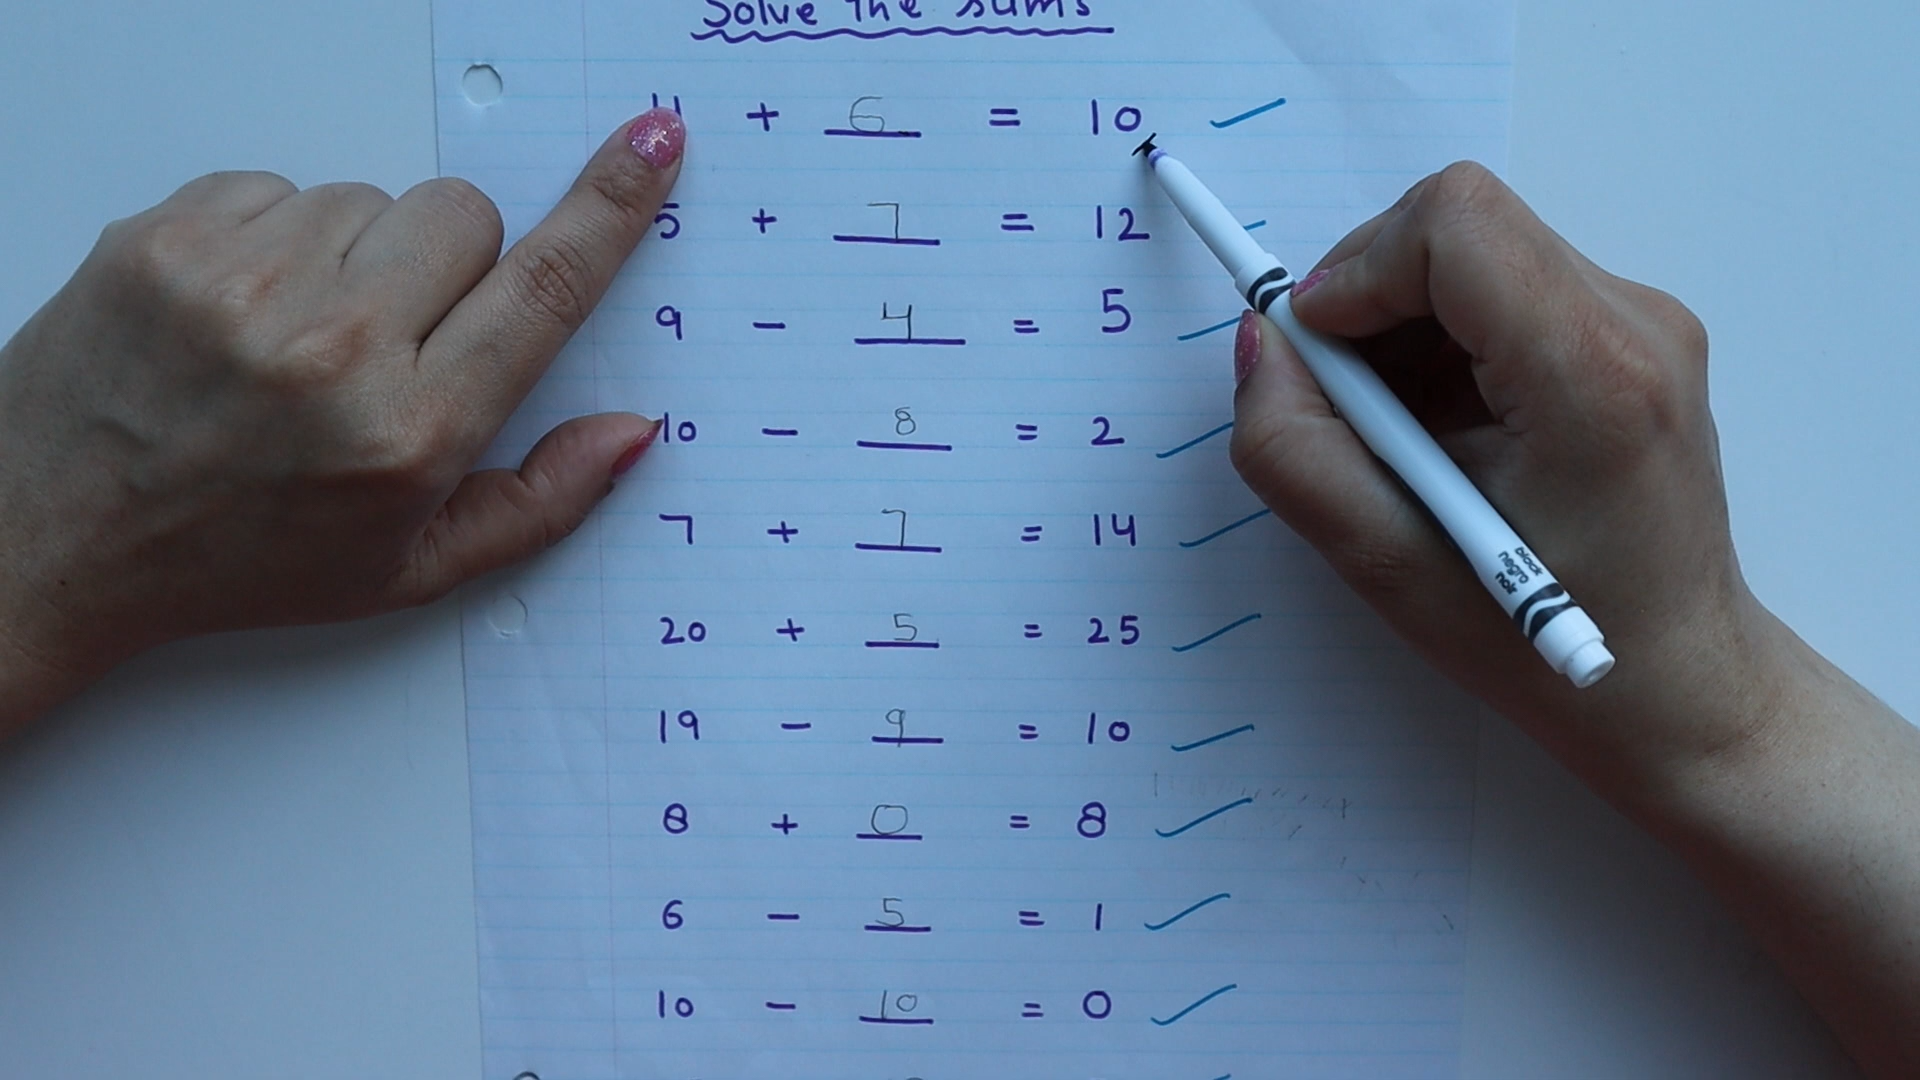 Solve the sums
+ 6 = 10
5 + 7 = 12
9 - 4 = 5
10 - 8 = 2
7 + 7 = 14
20 + 5 = 25
19 - 9 = 10
8 + 0 = 8
6 - 5 = 1
10 - 10 = 0
black
negro
noir